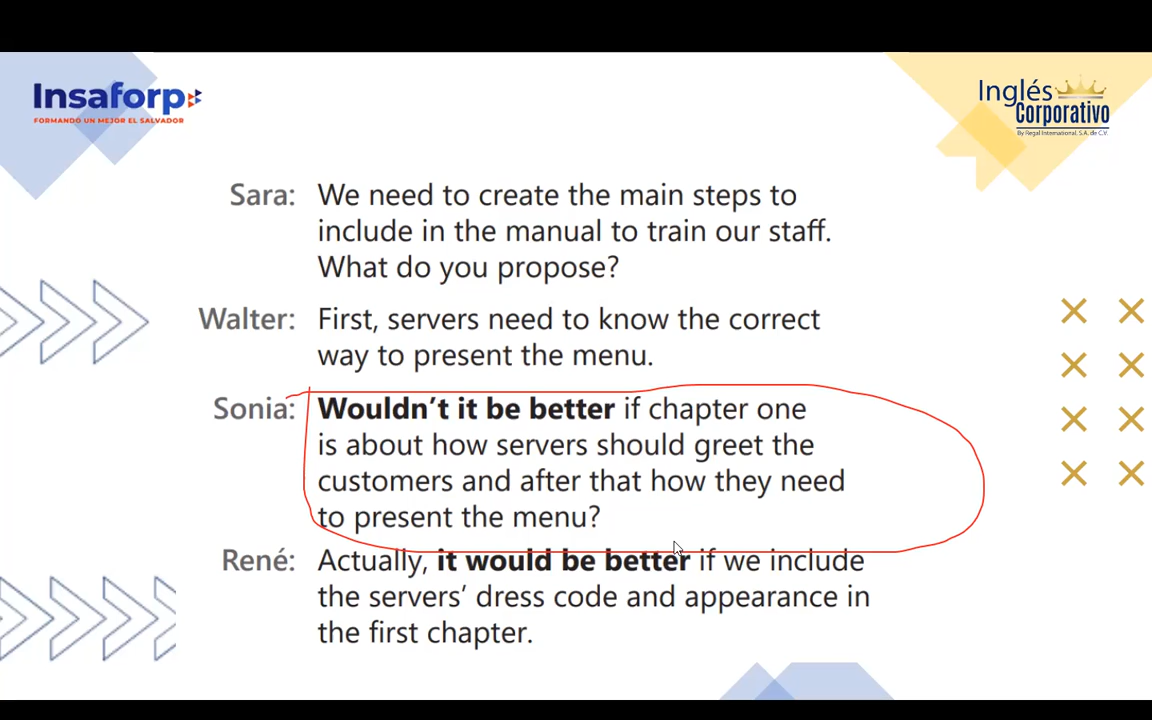 Insaforp
FORMANDO UN MEJOR EL SALVADOR
Inglés
Corporativo
By Regal International, S.A. de C.V.
Sara: We need to create the main steps to
include in the manual to train our staff.
What do you propose?
Walter: First, servers need to know the correct
way to present the menu.
Sonia: Wouldn't it be better if chapter one
is about how servers should greet the
customers and after that how they need
to present the menu?
René: Actually, it would be better if we include
the servers' dress code and appearance in
the first chapter.